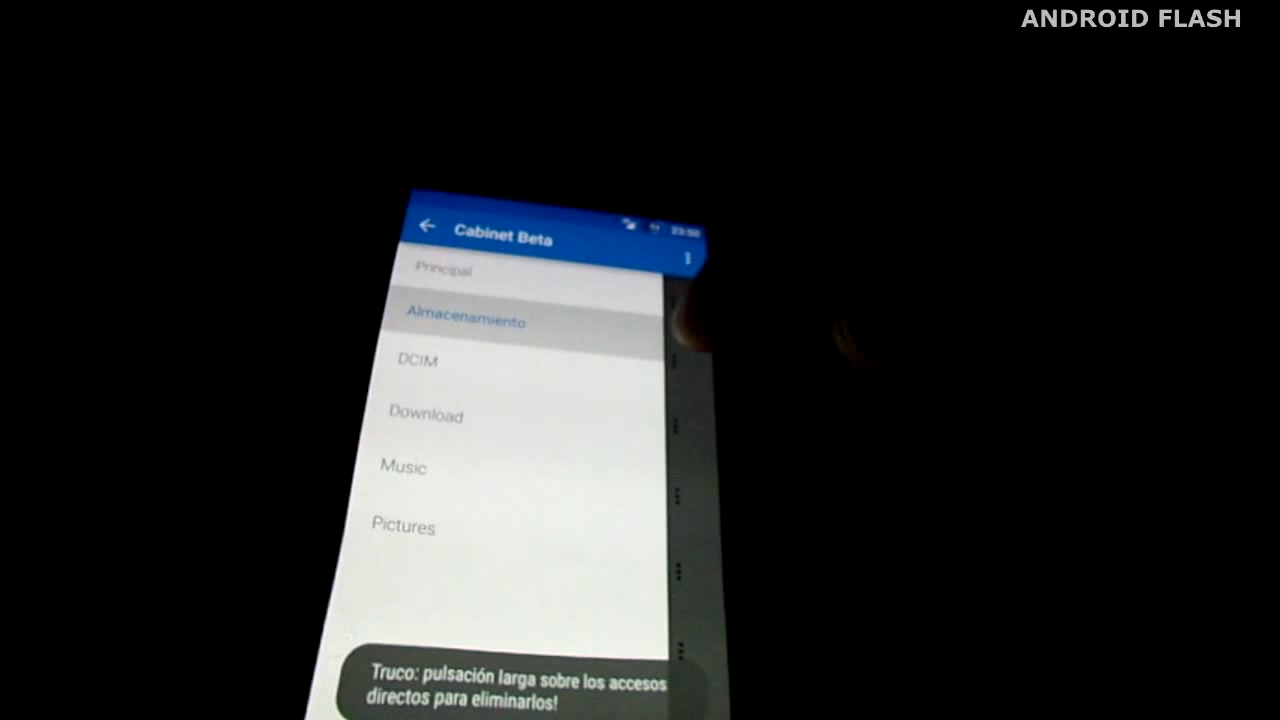 ANDROID FLASH
23:50
Cabinet Beta
Principal
Almacenamiento
DCIM
Download
Music
Pictures
Truco: pulsación larga sobre los accesos
directos para eliminarlos!